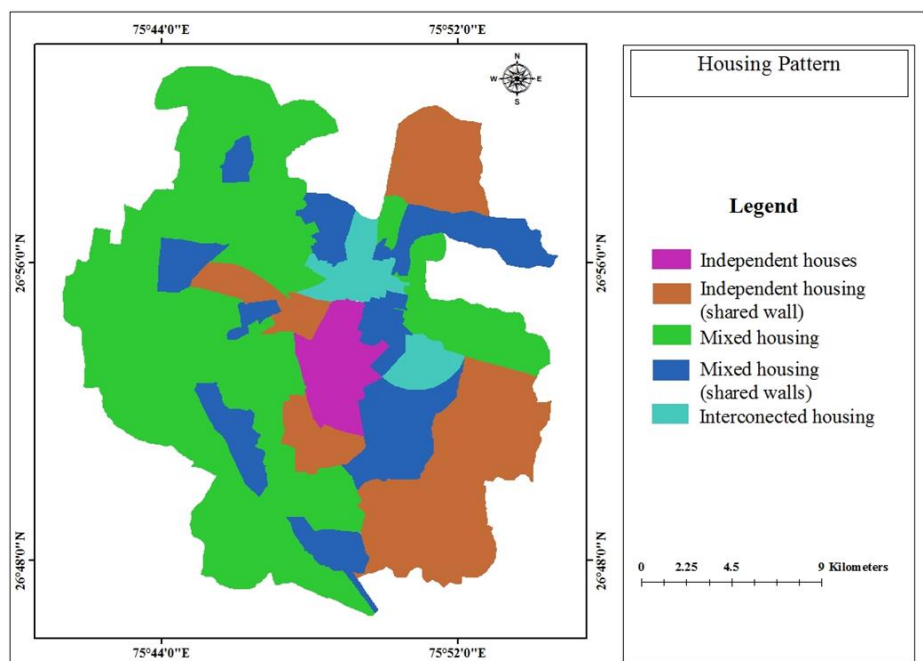 75°44'0"E
75°52'0"E
N
W E
S
26°56'0"N
26°56'0"N
26°48'0"N
26°48'0"N
75°44'0"E
75°52'0"E
Housing Pattern
Legend
Independent houses
Independent housing
(shared wall)
Mixed housing
Mixed housing
(shared walls)
Interconected housing
0 2.25 4.5 9 Kilometers